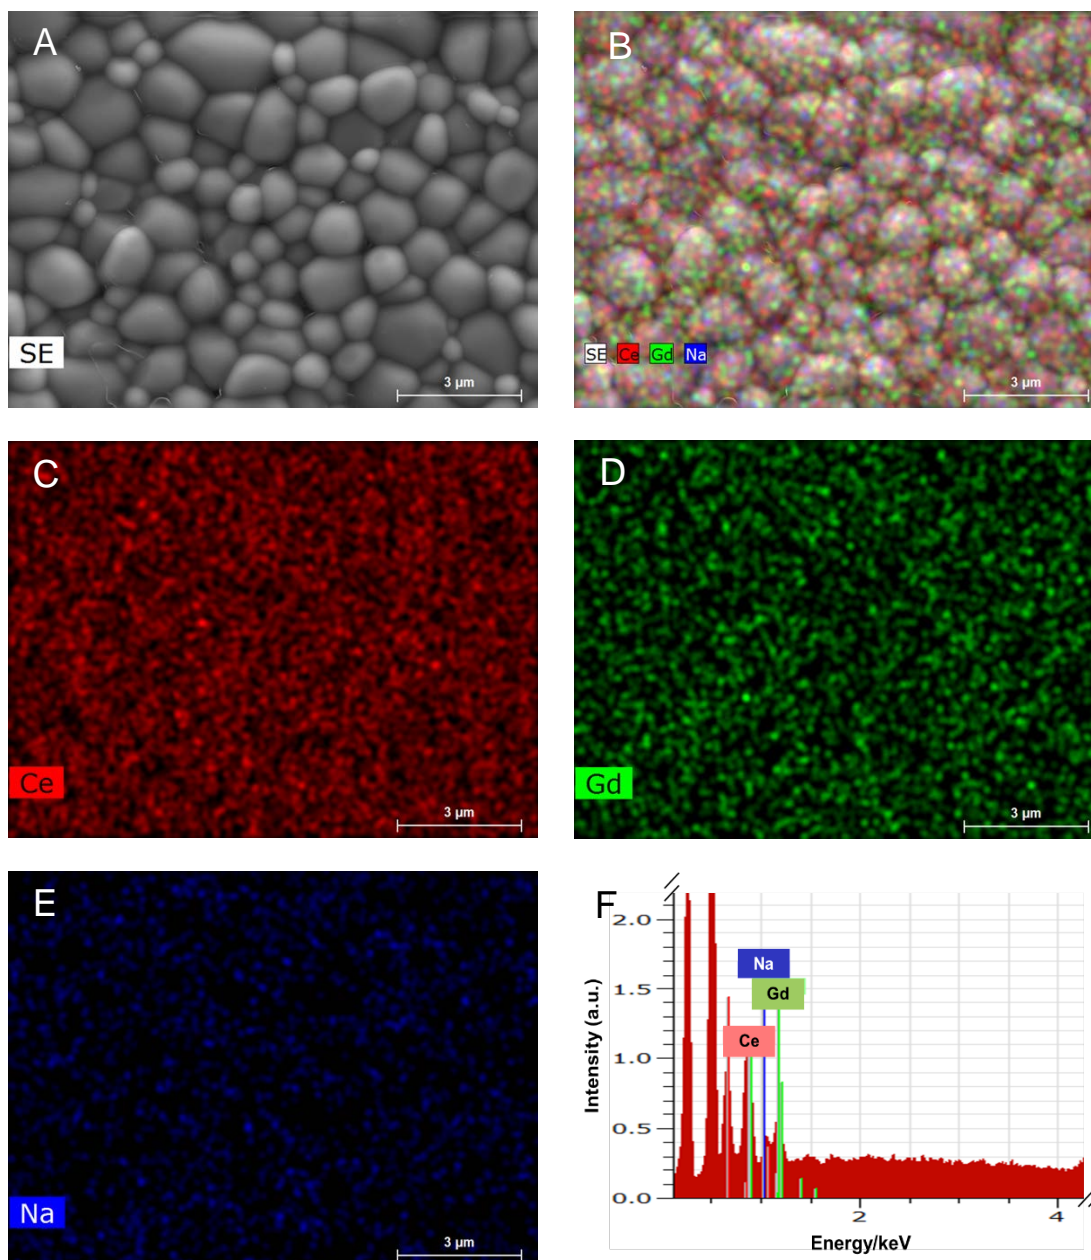 A
SE
3 µm
B
SE Ce Gd Na
3 µm
C
Ce
3 µm
D
Gd
3 µm
E
Na
3 µm
F
2.0
1.5
1.0
0.5
0.0
Intensity (a.u.)
Na
Gd
Ce
2
4
Energy/keV